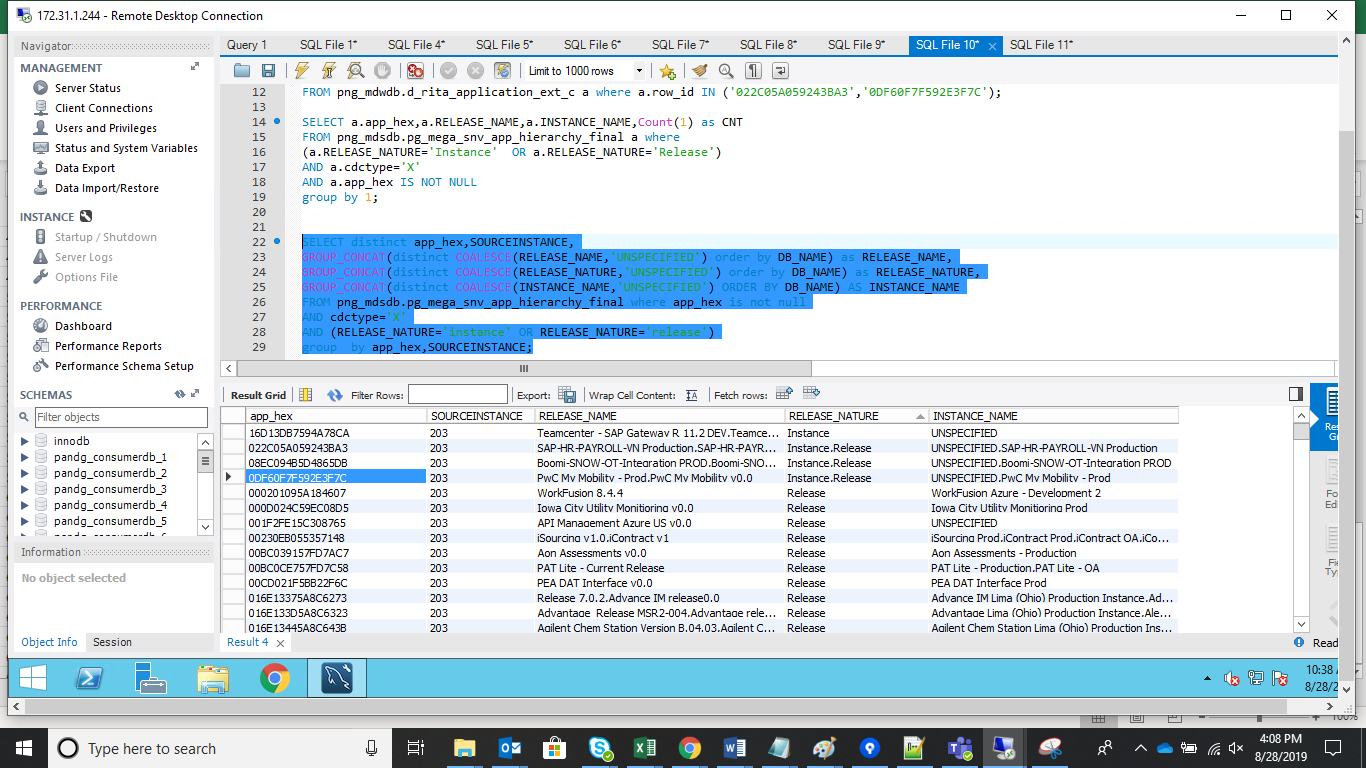 172.31.1.244 - Remote Desktop Connection
Navigator
MANAGEMENT
Server Status
Client Connections
Users and Privileges
Status and System Variables
Data Export
Data Import/Restore
INSTANCE
Startup / Shutdown
Server Logs
Options File
PERFORMANCE
Dashboard
Performance Reports
Performance Schema Setup
SCHEMAS
Filter objects
innodb
pandg_consumerdb_1
pandg_consumerdb_2
pandg_consumerdb_3
pandg_consumerdb_4
pandg_consumerdb_5
Information
No object selected
Object Info Session
Query 1 SQL File 1* SQL File 4* SQL File 5* SQL File 6* SQL File 7* SQL File 8* SQL File 9* SQL File 10* SQL File 11*
Limit to 1000 rows
12 FROM png_mdwdb.d_rita_application_ext_c a where a.row_id IN ('022C05A059243BA3','0DF60F7F592E3F7C');
13
14 SELECT a.app_hex,a.RELEASE_NAME,a.INSTANCE_NAME,Count(1) as CNT
15 FROM png_mdsdb.pg_mega_snv_app_hierarchy_final a where
16 (a.RELEASE_NATURE='Instance' OR a.RELEASE_NATURE='Release')
17 AND a.cdctype='X'
18 AND a.app_hex IS NOT NULL
19 group by 1;
20
21
22 SELECT distinct app_hex,SOURCEINSTANCE,
23 GROUP_CONCAT(distinct COALESCE(RELEASE_NAME,'UNSPECIFIED') order by DB_NAME) as RELEASE_NAME,
24 GROUP_CONCAT(distinct COALESCE(RELEASE_NATURE,'UNSPECIFIED') order by DB_NAME) as RELEASE_NATURE,
25 GROUP_CONCAT(distinct COALESCE(INSTANCE_NAME,'UNSPECIFIED') ORDER BY DB_NAME) AS INSTANCE_NAME
26 FROM png_mdsdb.pg_mega_snv_app_hierarchy_final where app_hex is not null
27 AND cdctype='X'
28 AND (RELEASE_NATURE='instance' OR RELEASE_NATURE='release')
29 group by app_hex,SOURCEINSTANCE;
Result Grid Filter Rows: Export: Wrap Cell Content: Fetch rows:
app_hex SOURCEINSTANCE RELEASE_NAME RELEASE_NATURE INSTANCE_NAME
16D13DB7594A78CA 203 Teamcenter - SAP Gateway R 11.2 DEV,Teamce... Instance UNSPECIFIED
022C05A059243BA3 203 SAP-HR-PAYROLL-VN Production,SAP-HR-PAYR... Instance,Release UNSPECIFIED,SAP-HR-PAYROLL-VN Production
08EC094B5D4865DB 203 Boomi-SNOW-OT-Integration PROD,Boomi-SNO... Instance,Release UNSPECIFIED,Boomi-SNOW-OT-Integration PROD
0DF60F7F592E3F7C 203 PwC My Mobility - Prod,PwC My Mobility v0.0 Instance,Release UNSPECIFIED,PwC My Mobility - Prod
000201095A184607 203 WorkFusion 8.4.4 Release WorkFusion Azure - Development 2
000D024C59EC08D5 203 Iowa City Utility Monitoring v0.0 Release Iowa City Utility Monitoring Prod
001F2FE15C308765 203 API Management Azure US v0.0 Release UNSPECIFIED
00230EB055357148 203 iSourcing v1.0,iContract v1 Release iSourcing Prod,iContract Prod,iContract QA,iCo...
00BC039157FD7AC7 203 Aon Assessments v0.0 Release Aon Assessments - Production
00BC0CE757FD7C58 203 PAT Lite - Current Release Release PAT Lite - Production,PAT Lite - QA
00CD021F5BB22F6C 203 PEA DAT Interface v0.0 Release PEA DAT Interface Prod
016E13375A8C6273 203 Release 7.0.2,Advance IM release0.0 Release Advance IM Lima (Ohio) Production Instance,Ad...
016E133D5A8C6323 203 Advantage Release MSR2-004,Advantage rele... Release Advantage Lima (Ohio) Production Instance,Ale...
016E13445A8C643B 203 Agilent Chem Station Version B.04.03,Agilent C... Release Agilent Chem Station Lima (Ohio) Production Ins...
Result 4
Read
10:38
8/28/2
100%
Type here to search
4:08 PM
8/28/2019